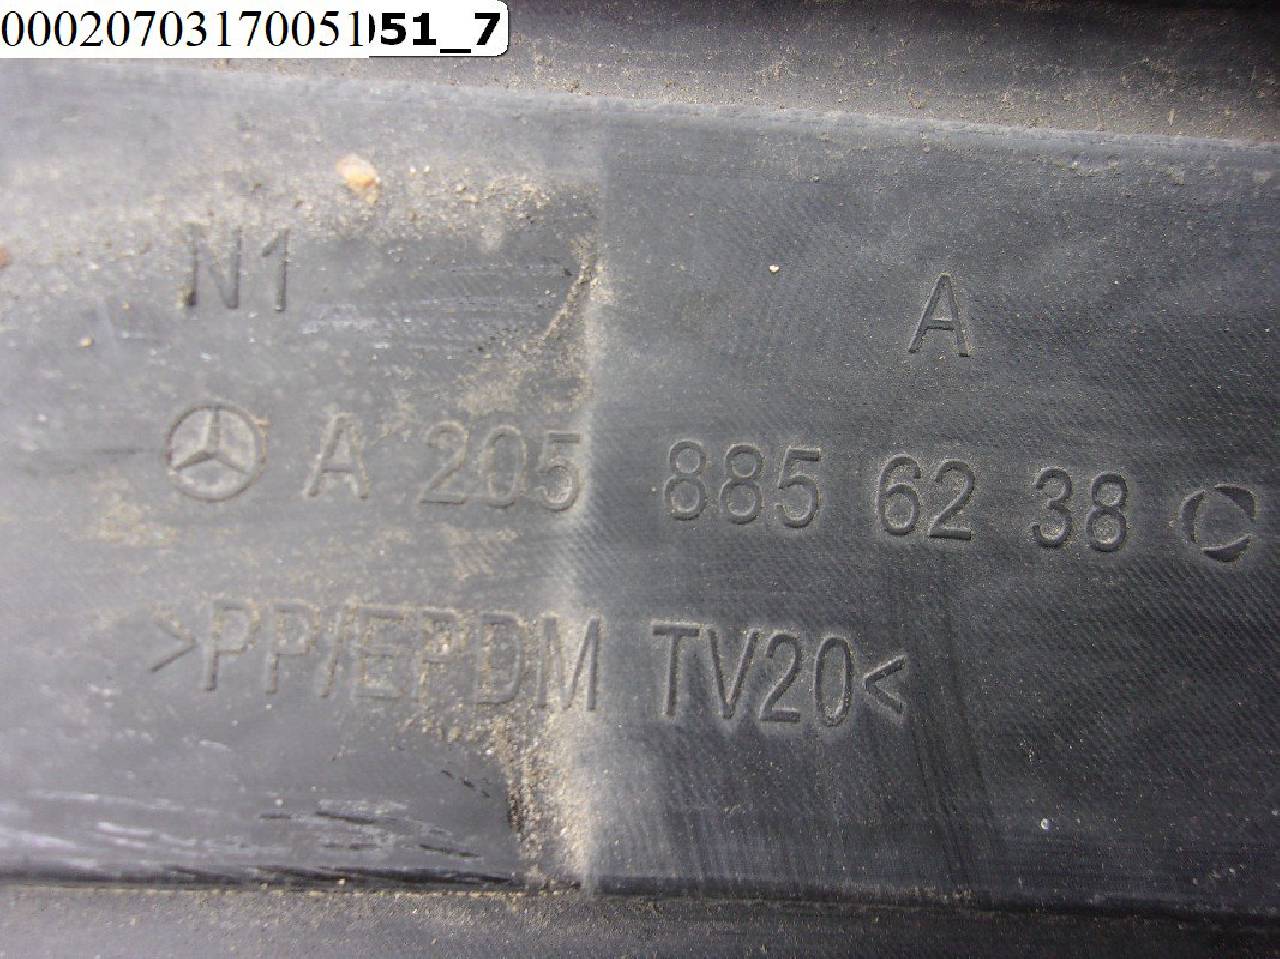 00020703170051051_7
N1
A
A 205 885 62 38
>PP/EPDM TV20<